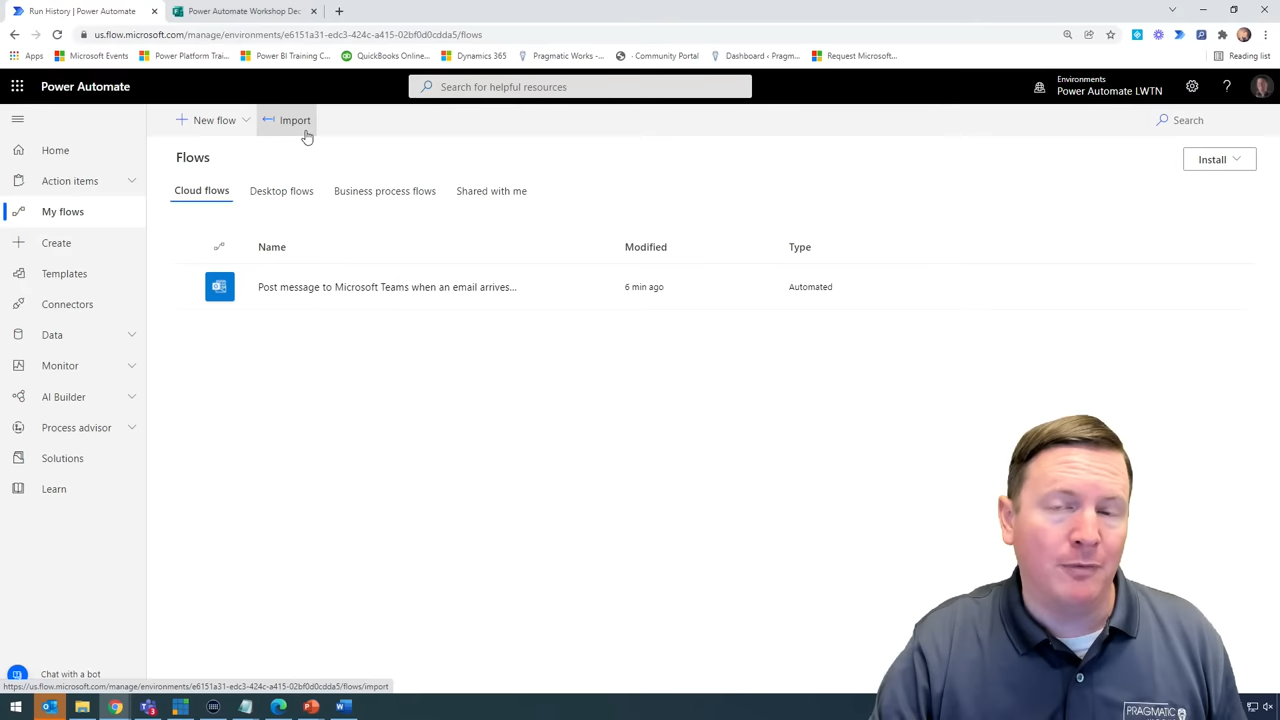 Run History | Power Automate
Power Automate Workshop Dec
us.flow.microsoft.com/manage/environments/e6151a31-edc3-424c-a415-02bf0d0cdda5/flows
Apps
Microsoft Events
Power Platform Trai...
Power BI Training C...
QuickBooks Online...
Dynamics 365
Pragmatic Works -...
- Community Portal
Dashboard ‹ Pragm...
Request Microsoft...
Reading list
Power Automate
Search for helpful resources
Environments
Power Automate LWTN
?
New flow
Import
Search
Home
Action items
My flows
Create
Templates
Connectors
Data
Monitor
AI Builder
Process advisor
Solutions
Learn
Chat with a bot
Flows
Install
Cloud flows
Desktop flows
Business process flows
Shared with me
Name
Modified
Type
Post message to Microsoft Teams when an email arrives...
6 min ago
Automated
PRAGMATIC
https://us.flow.microsoft.com/manage/environments/e6151a31-edc3-424c-a415-02bf0d0cdda5/flows/import